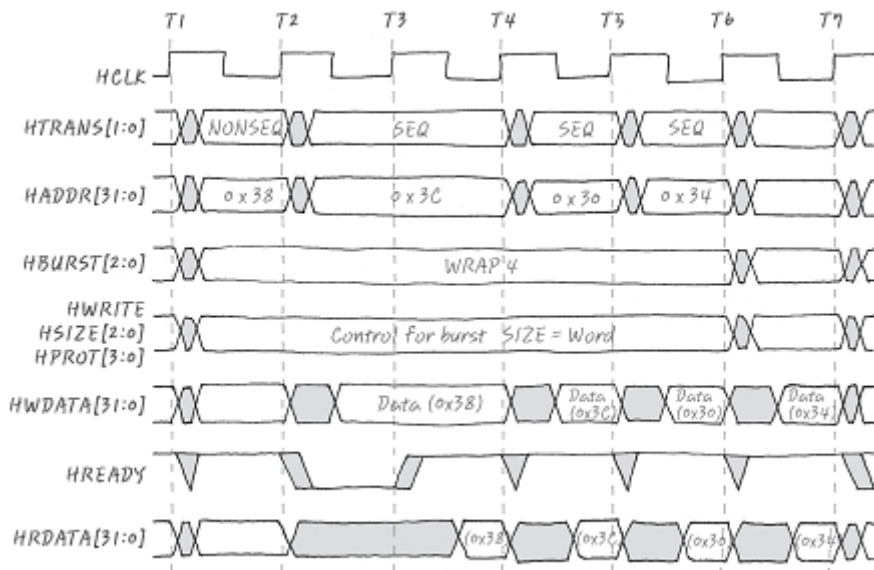 T1 T2 T3 T4 T5 T6 T7
HCLK
HTRANS[1:0] NONSEQ SEQ SEQ SEQ
HADDR[31:0] 0x38 0x3C 0x30 0x34
HBURST[2:0] WRAP4
HWRITE
HSIZE[2:0] Control for burst SIZE = Word
HPROT[3:0]
HWDATA[31:0] Data (0x38) Data (0x3C) Data (0x30) Data (0x34)
HREADY
HRDATA[31:0] (0x38 (0x3C (0x30 (0x34